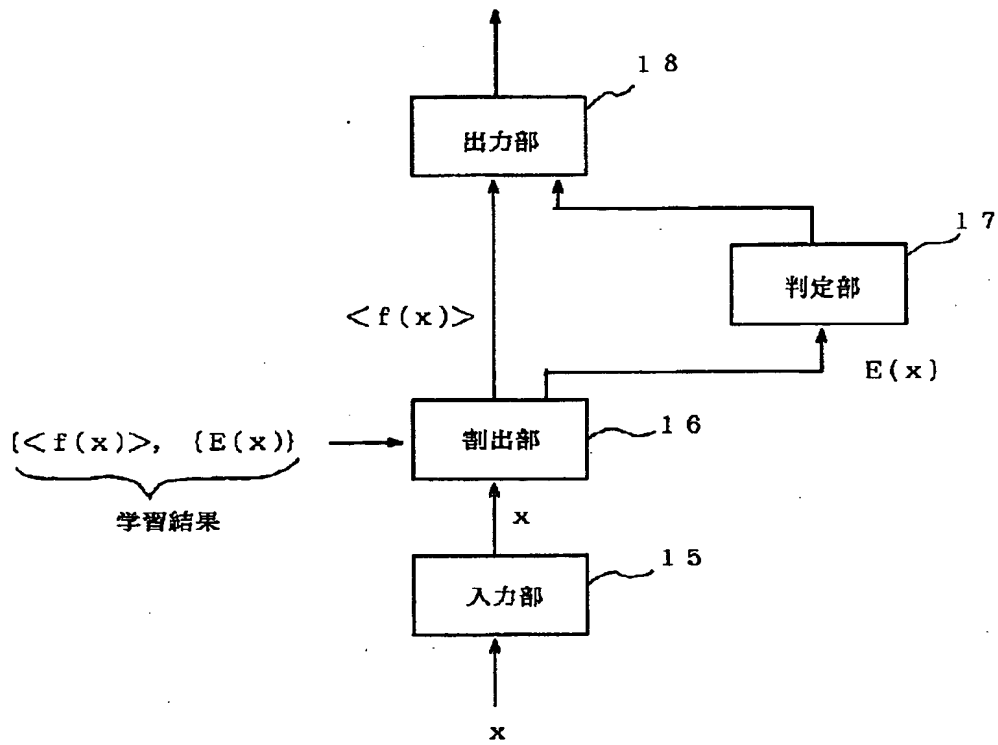 18
出力部
17
判定部
<f(x)>
E(x)
16
割出部
{<f(x)>, {E(x)}
学習結果
x
15
入力部
x